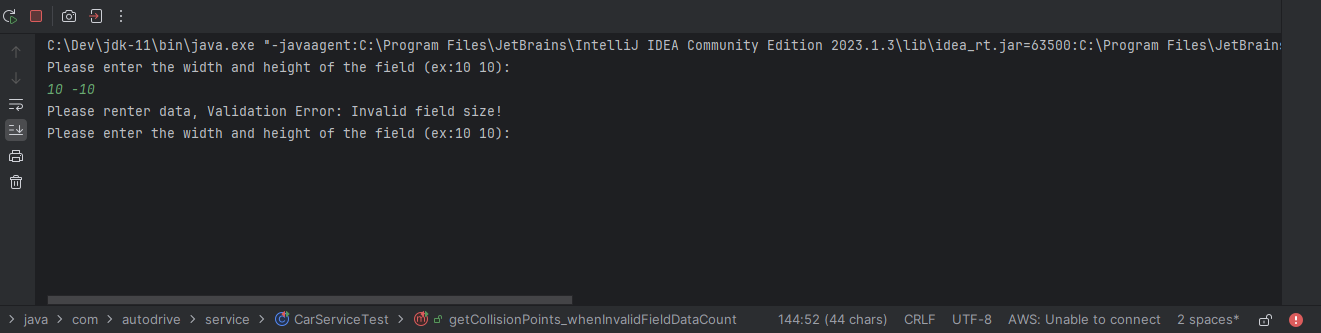 C:\Dev\jdk-11\bin\java.exe "-javaagent:C:\Program Files\JetBrains\IntelliJ IDEA Community Edition 2023.1.3\lib\idea_rt.jar=63500:C:\Program Files\JetBrains
Please enter the width and height of the field (ex:10 10):
10 -10
Please renter data, Validation Error: Invalid field size!
Please enter the width and height of the field (ex:10 10):
java > com > autodrive > service > CarServiceTest > getCollisionPoints_whenInvalidFieldDataCount 144:52 (44 chars) CRLF UTF-8 AWS: Unable to connect 2 spaces*